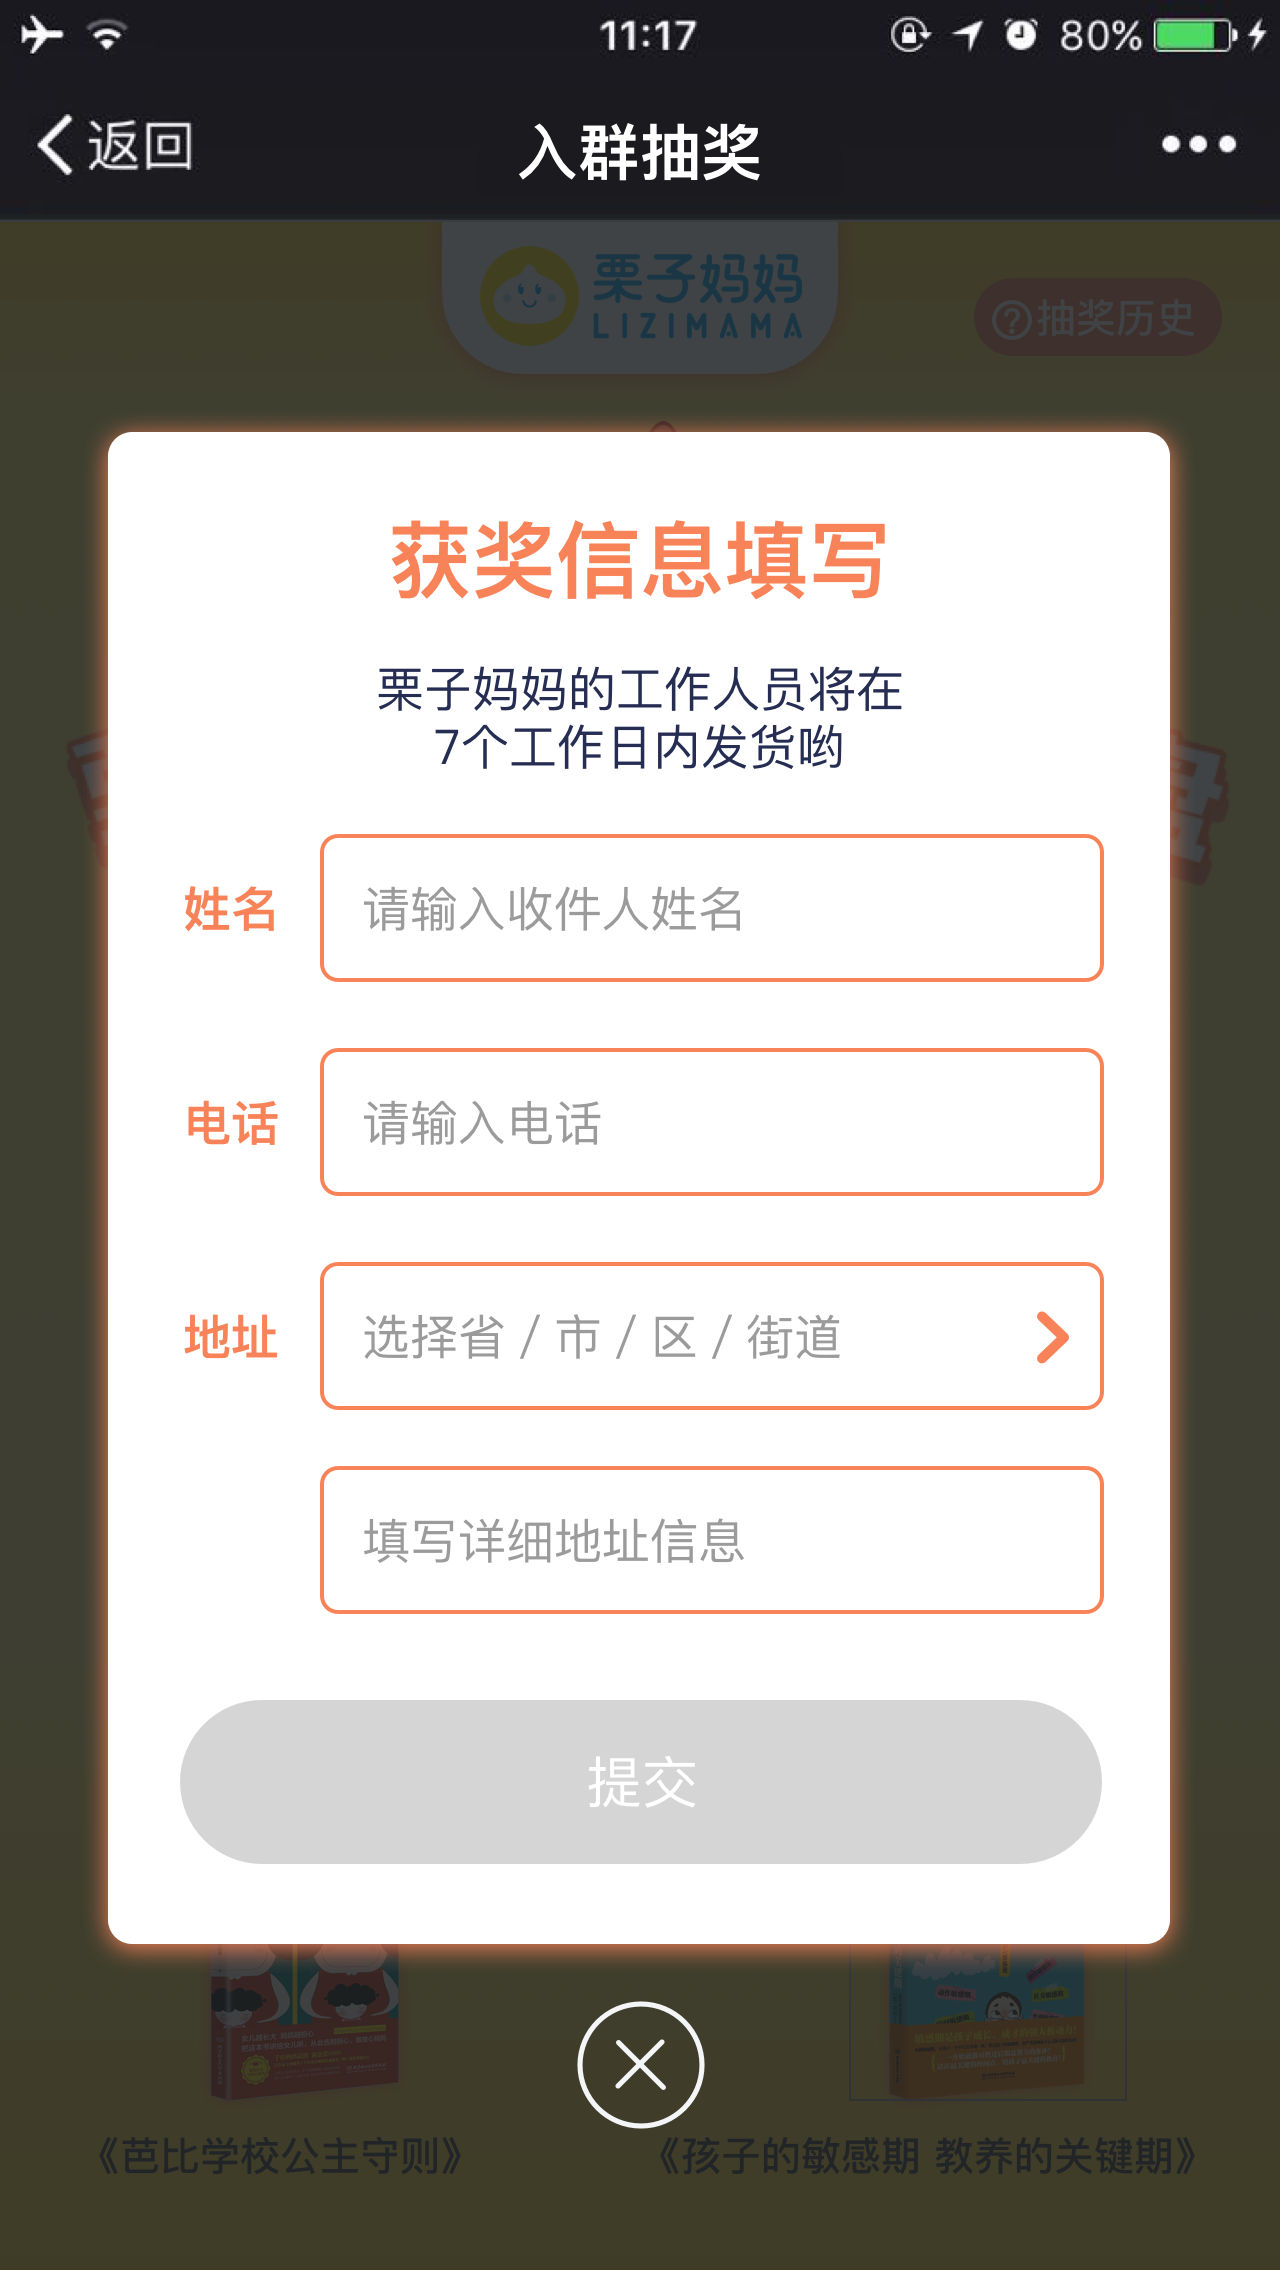 11:17
80%
返回
入群抽奖
栗子妈妈
LIZIMAMA
抽奖历史
获奖信息填写
栗子妈妈的工作人员将在
7个工作日内发货哟
姓名
请输入收件人姓名
电话
请输入电话
地址
选择省 / 市 / 区 / 街道
填写详细地址信息
提交
《芭比学校公主守则》
《孩子的敏感期 教养的关键期》